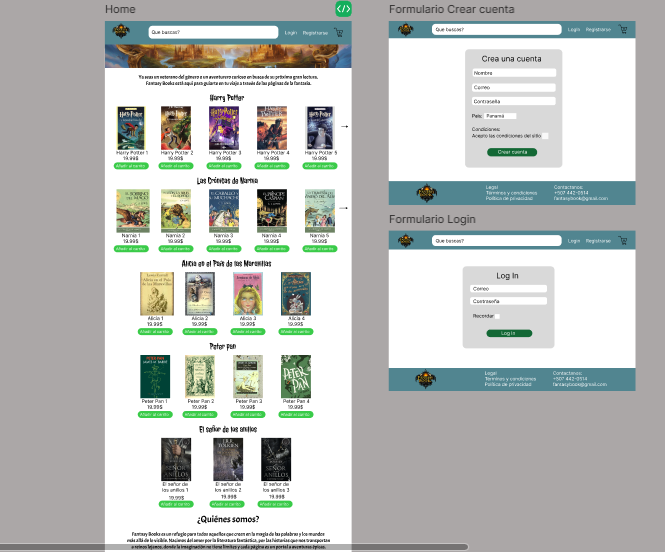 Home
Que buscas?
Login Registrarse
Ya seas un veterano del género o un aventurero curioso en busca de su próxima gran lectura,
Fantasy Books está aquí para guiarte en tu viaje a través de las páginas de la fantasía.
Harry Potter
Harry Potter 1 Harry Potter 2 Harry Potter 3 Harry Potter 4 Harry Potter 5
19.99$ 19.99$ 19.99$ 19.99$ 19.99$
Añadir al carrito Añadir al carrito Añadir al carrito Añadir al carrito Añadir al carrito
Las Crónicas de Narnia
Narnia 1 Narnia 2 Narnia 3 Narnia 4 Narnia 5
19.99$ 19.99$ 19.99$ 19.99$ 19.99$
Añadir al carrito Añadir al carrito Añadir al carrito Añadir al carrito Añadir al carrito
Alicia en el País de las Maravillas
Alicia 1 Alicia 2 Alicia 3 Alicia 4
19.99$ 19.99$ 19.99$ 19.99$
Añadir al carrito Añadir al carrito Añadir al carrito Añadir al carrito
Peter pan
PETER PAN
Peter Pan 1 Peter Pan 2 Peter Pan 3 Peter Pan 4
19.99$ 19.99$ 19.99$ 19.99$
Añadir al carrito Añadir al carrito Añadir al carrito Añadir al carrito
El señor de los anillos
El señor de los anillos 1 El señor de los anillos 2 El señor de los anillos 3
19.99$ 19.99$ 19.99$
Añadir al carrito Añadir al carrito Añadir al carrito
¿Quiénes somos?
Fantasy Books es un refugio para todos aquellos que creen en la magia de las palabras y los mundos
más allá de lo visible. Nacimos del amor por la literatura fantástica, por las historias que nos transportan
a reinos lejanos, donde la imaginación no tiene límites y cada página es un portal a aventuras épicas.
Formulario Crear cuenta
Que buscas?
Login Registrarse
Crea una cuenta
Nombre
Correo
Contraseña
País: Panamá
Condiciones:
Acepto las condiciones del sitio
Crear cuenta
Legal
Términos y condiciones
Política de privacidad
Contactanos:
+507 442-0514
fantasybook@gmail.com
Formulario Login
Que buscas?
Login Registrarse
Log In
Correo
Contraseña
Recordar
Log in
Legal
Términos y condiciones
Política de privacidad
Contactanos:
+507 442-0514
fantasybook@gmail.com